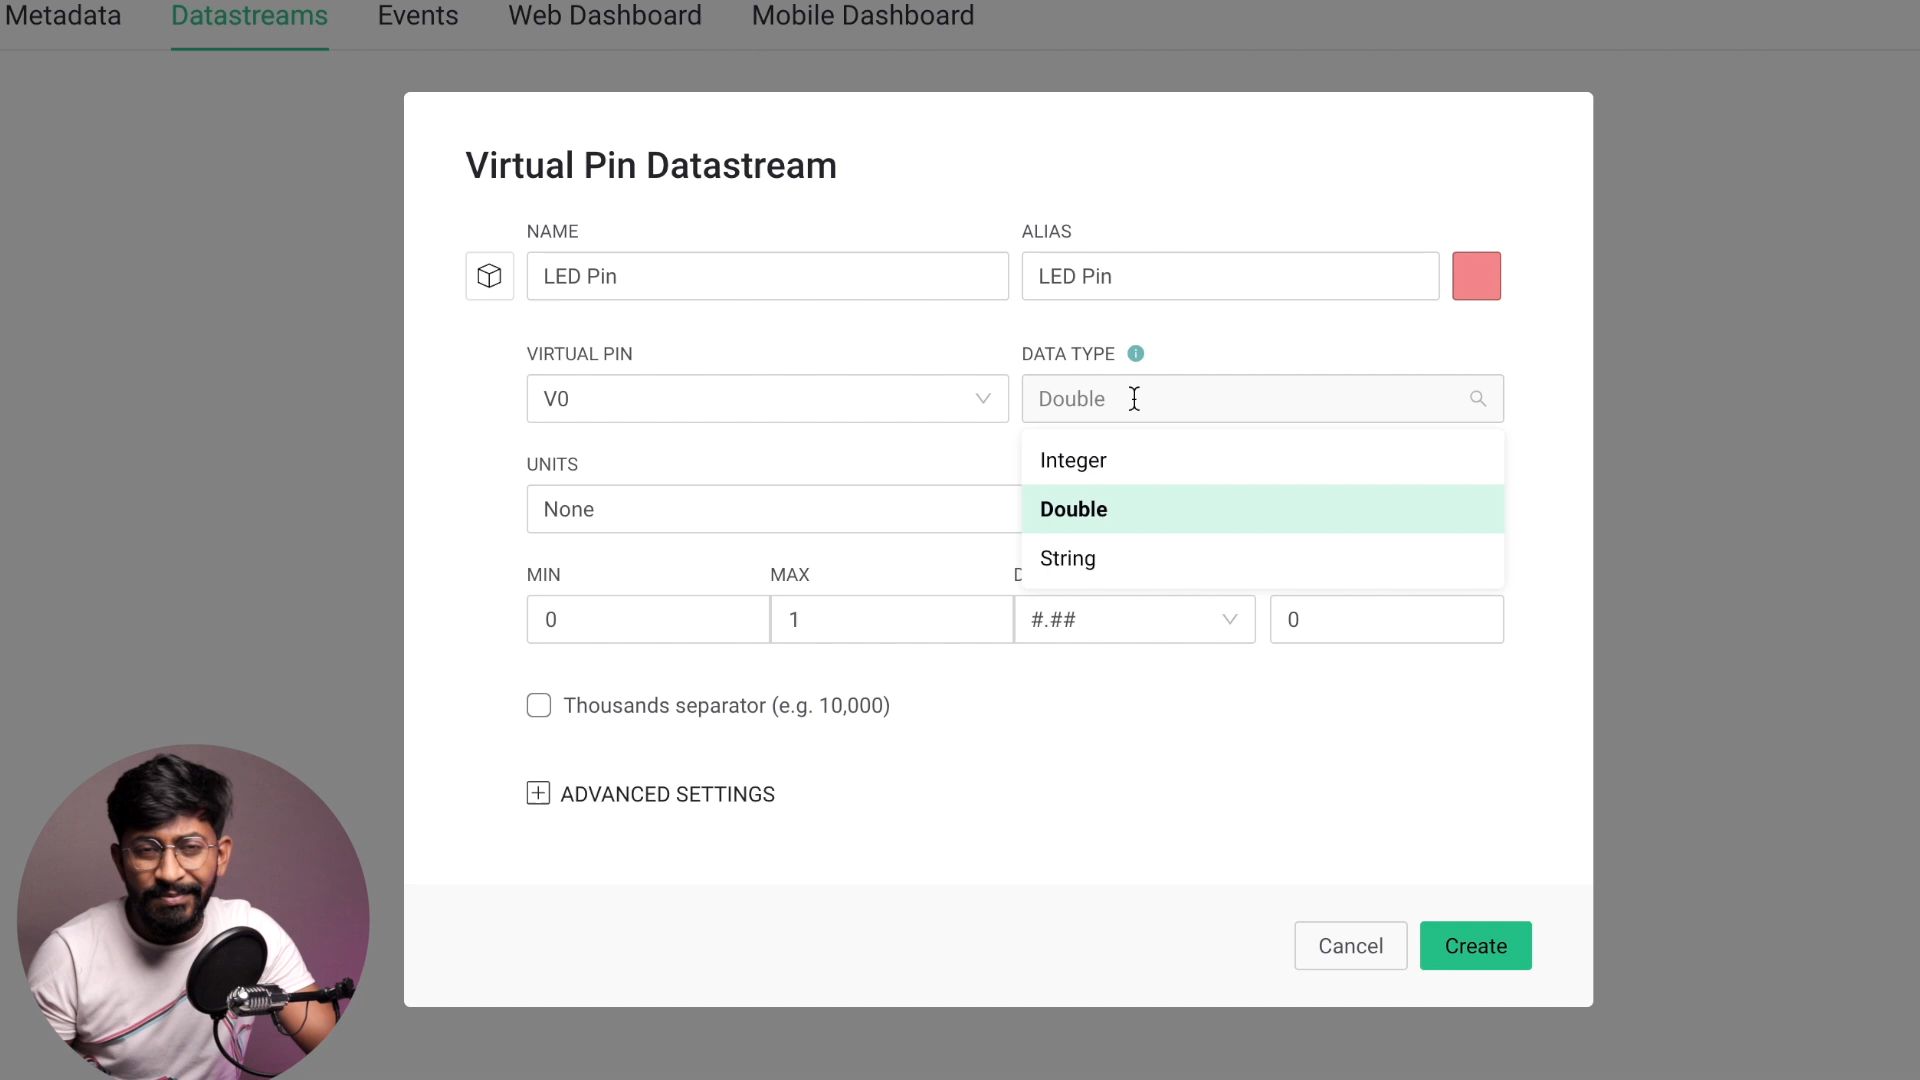 Metadata Datastreams Events Web Dashboard Mobile Dashboard
Virtual Pin Datastream
NAME ALIAS
LED Pin LED Pin
VIRTUAL PIN DATA TYPE
V0 Double
Integer
UNITS
None Double
String
MIN MAX D
0 1 #.## 0
Thousands separator (e.g. 10,000)
ADVANCED SETTINGS
Cancel Create